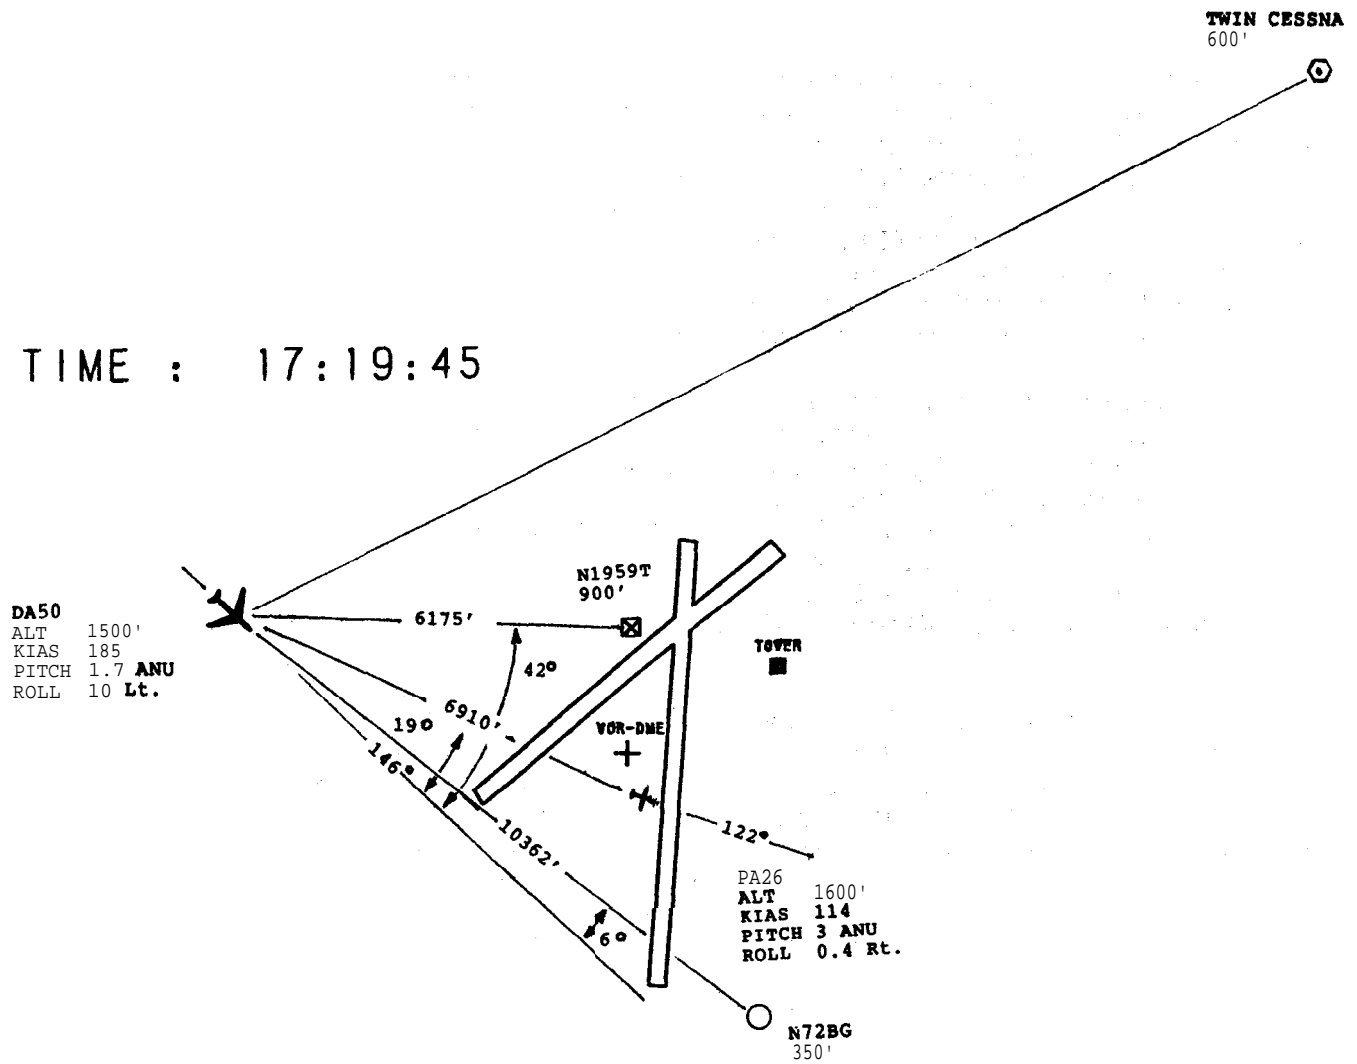 TWIN CESSNA
600'
TIME : 17:19:45
N1959T
900'
DA50
ALT 1500'
KIAS 185
PITCH 1.7 ANU
ROLL 10 Lt.
6175'
TOWER
42°
6910'
19°
VOR-DME
146°
122°
10362'
PA26
ALT 1600'
KIAS 114
PITCH 3 ANU
ROLL 0.4 Rt.
6°
N72BG
350'